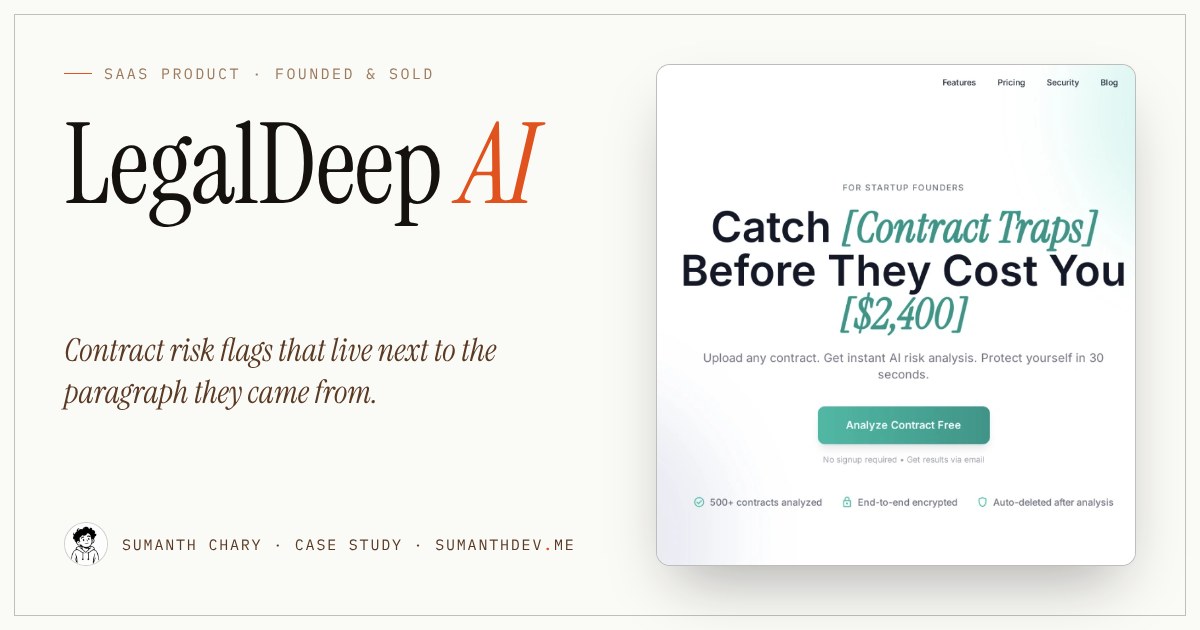 SAAS PRODUCT · FOUNDED & SOLD
LegalDeep AI
Contract risk flags that live next to the
paragraph they came from.
SUMANTH CHARY · CASE STUDY · SUMANTHDEV.ME
Features Pricing Security Blog
FOR STARTUP FOUNDERS
Catch [Contract Traps]
Before They Cost You
[$2,400]
Upload any contract. Get instant AI risk analysis. Protect yourself in 30
seconds.
Analyze Contract Free
No signup required • Get results via email
500+ contracts analyzed End-to-end encrypted Auto-deleted after analysis